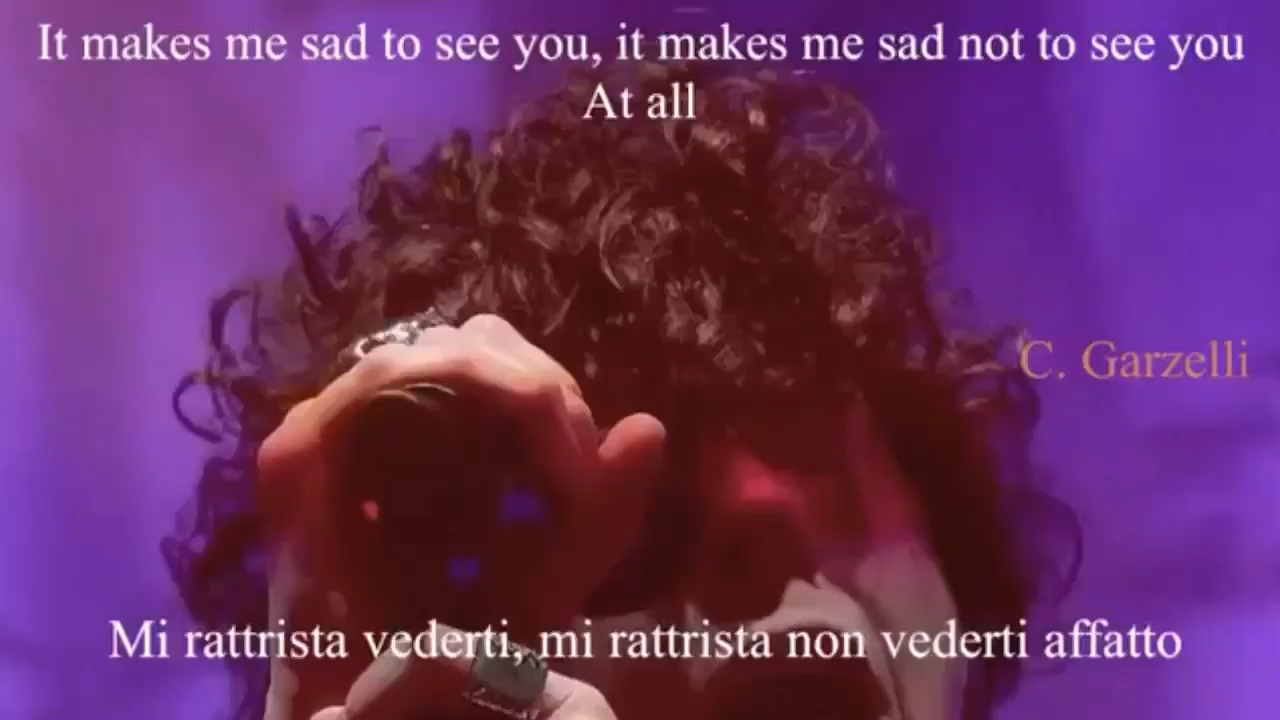 It makes me sad to see you, it makes me sad not to see you
At all
C. Garzelli
Mi rattrista vederti, mi rattrista non vederti affatto